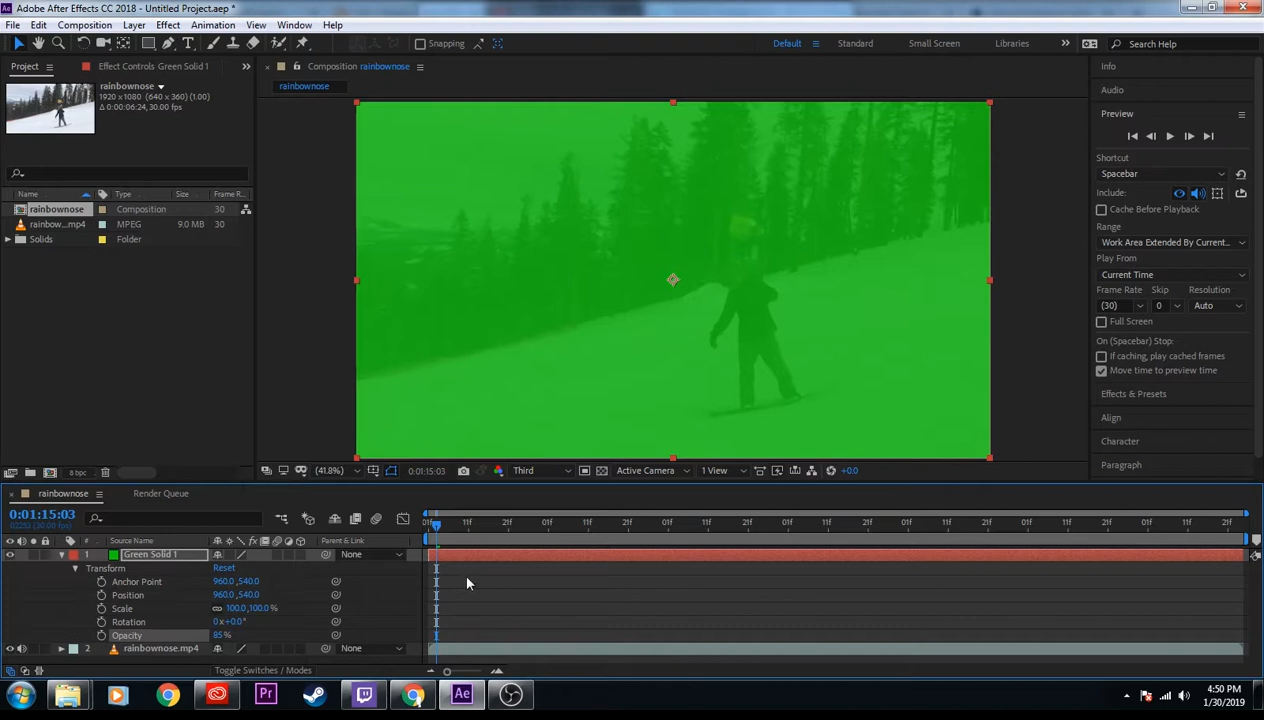 Adobe After Effects CC 2018 - Untitled Project.aep *
File Edit Composition Layer Effect Animation View Window Help
Snapping Default Standard Small Screen Libraries Search Help
Project Effect Controls Green Solid 1 Composition rainbownose Info
rainbownose
1920 x 1080 (640 x 360) (1.00)
Δ 0:00:06:24, 30.00 fps
rainbownose
Audio
Preview
Shortcut
Spacebar
Include:
Cache Before Playback
Range
Work Area Extended By Current...
Play From
Current Time
Frame Rate Skip Resolution
(30) 0 Auto
Full Screen
On (Spacebar) Stop:
If caching, play cached frames
Move time to preview time
Effects & Presets
Align
Character
Paragraph
Name Type Size Frame R...
rainbownose Composition 30
rainbow...mp4 MPEG 9.0 MB 30
Solids Folder
8 bpc
(41.8%) 0:01:15:03 Third Active Camera 1 View +0.0
rainbownose Render Queue
0:01:15:03
02253 (30.00 fps)
01f 11f 21f 01f 11f 21f 01f 11f 21f 01f 11f 21f 01f 11f 21f 01f 11f 21f 01f 11f 21f
Source Name Parent & Link
1 Green Solid 1 None
Transform Reset
Anchor Point 960.0,540.0
Position 960.0,540.0
Scale 100.0,100.0%
Rotation 0x+0.0°
Opacity 85%
2 rainbownose.mp4 None
Toggle Switches / Modes
Pr Ae
4:50 PM
1/30/2019